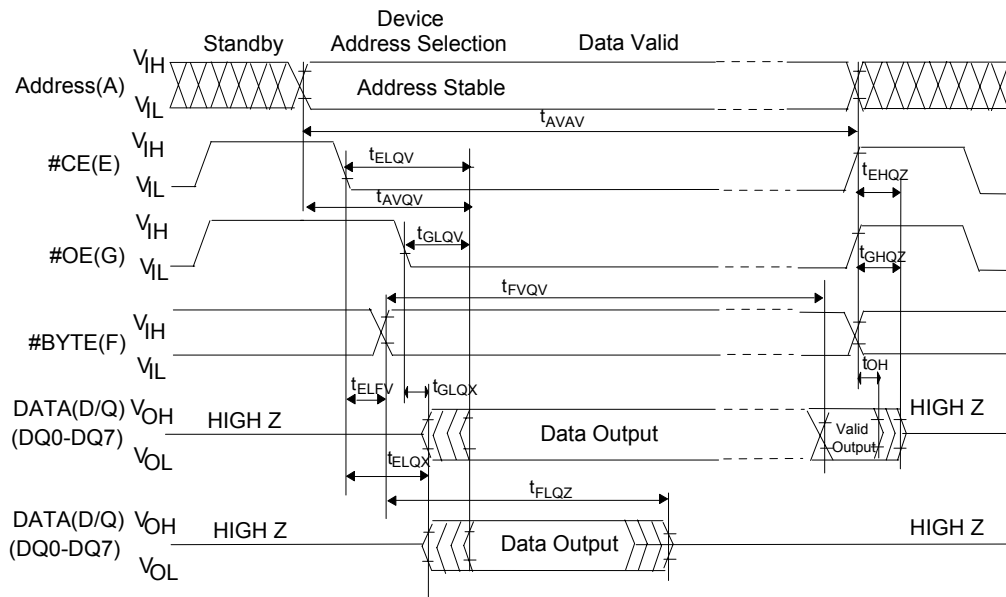 Device
Standby Address Selection Data Valid
Address(A) VIH
VIL
Address Stable
tAVAV
#CE(E) VIH
VIL
tELQV
tEHQZ
tAVQV
#OE(G) VIH
VIL
tGLQV
tGHQZ
tFVQV
#BYTE(F) VIH
VIL
tOH
tELFV tGLQX
DATA(D/Q)
(DQ0-DQ7)
VOH
VOL
HIGH Z
Data Output
Valid
Output
HIGH Z
tELQX
tFLQZ
DATA(D/Q)
(DQ0-DQ7)
VOH
VOL
HIGH Z
Data Output
HIGH Z